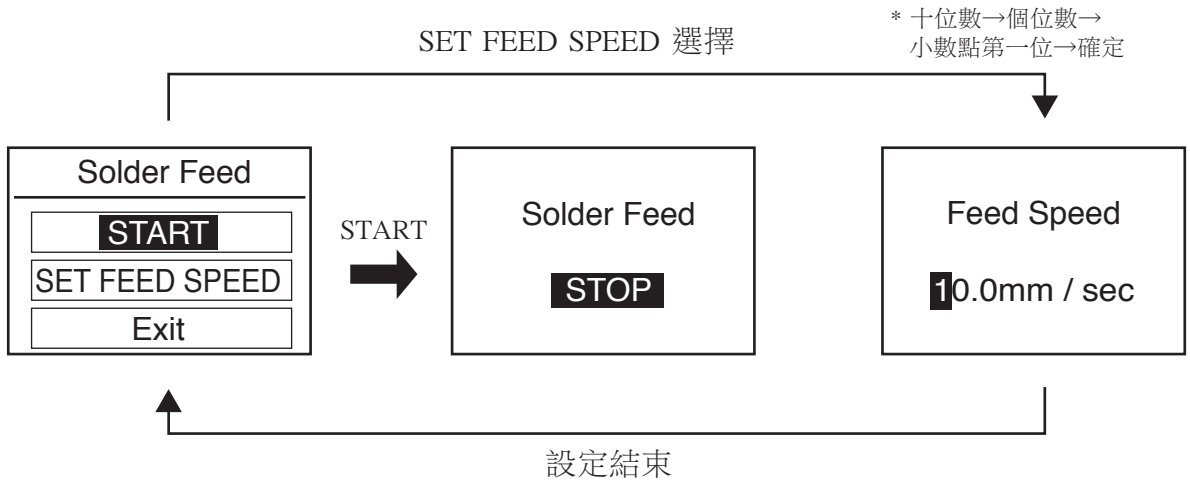 SET FEED SPEED 選擇
* 十位數→個位數→
小數點第一位→確定
Solder Feed
START
SET FEED SPEED
Exit
START
Solder Feed
STOP
Feed Speed
10.0mm / sec
設定結束